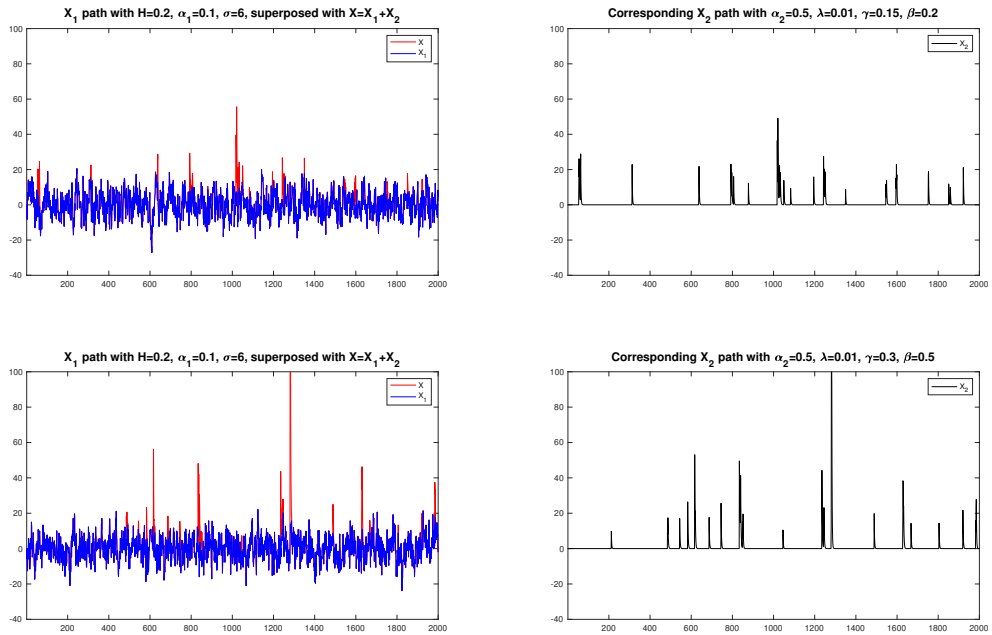 X₁ path with H=0.2, α₁=0.1, σ=6, superposed with X=X₁+X₂
100
80
60
40
20
0
-20
-40
200 400 600 800 1000 1200 1400 1600 1800 2000
X
X₁
Corresponding X₂ path with α₂=0.5, λ=0.01, γ=0.15, β=0.2
100
80
60
40
20
0
-20
-40
200 400 600 800 1000 1200 1400 1600 1800 2000
X₂
X₁ path with H=0.2, α₁=0.1, σ=6, superposed with X=X₁+X₂
100
80
60
40
20
0
-20
-40
200 400 600 800 1000 1200 1400 1600 1800 2000
X
X₁
Corresponding X₂ path with α₂=0.5, λ=0.01, γ=0.3, β=0.5
100
80
60
40
20
0
-20
-40
200 400 600 800 1000 1200 1400 1600 1800 2000
X₂